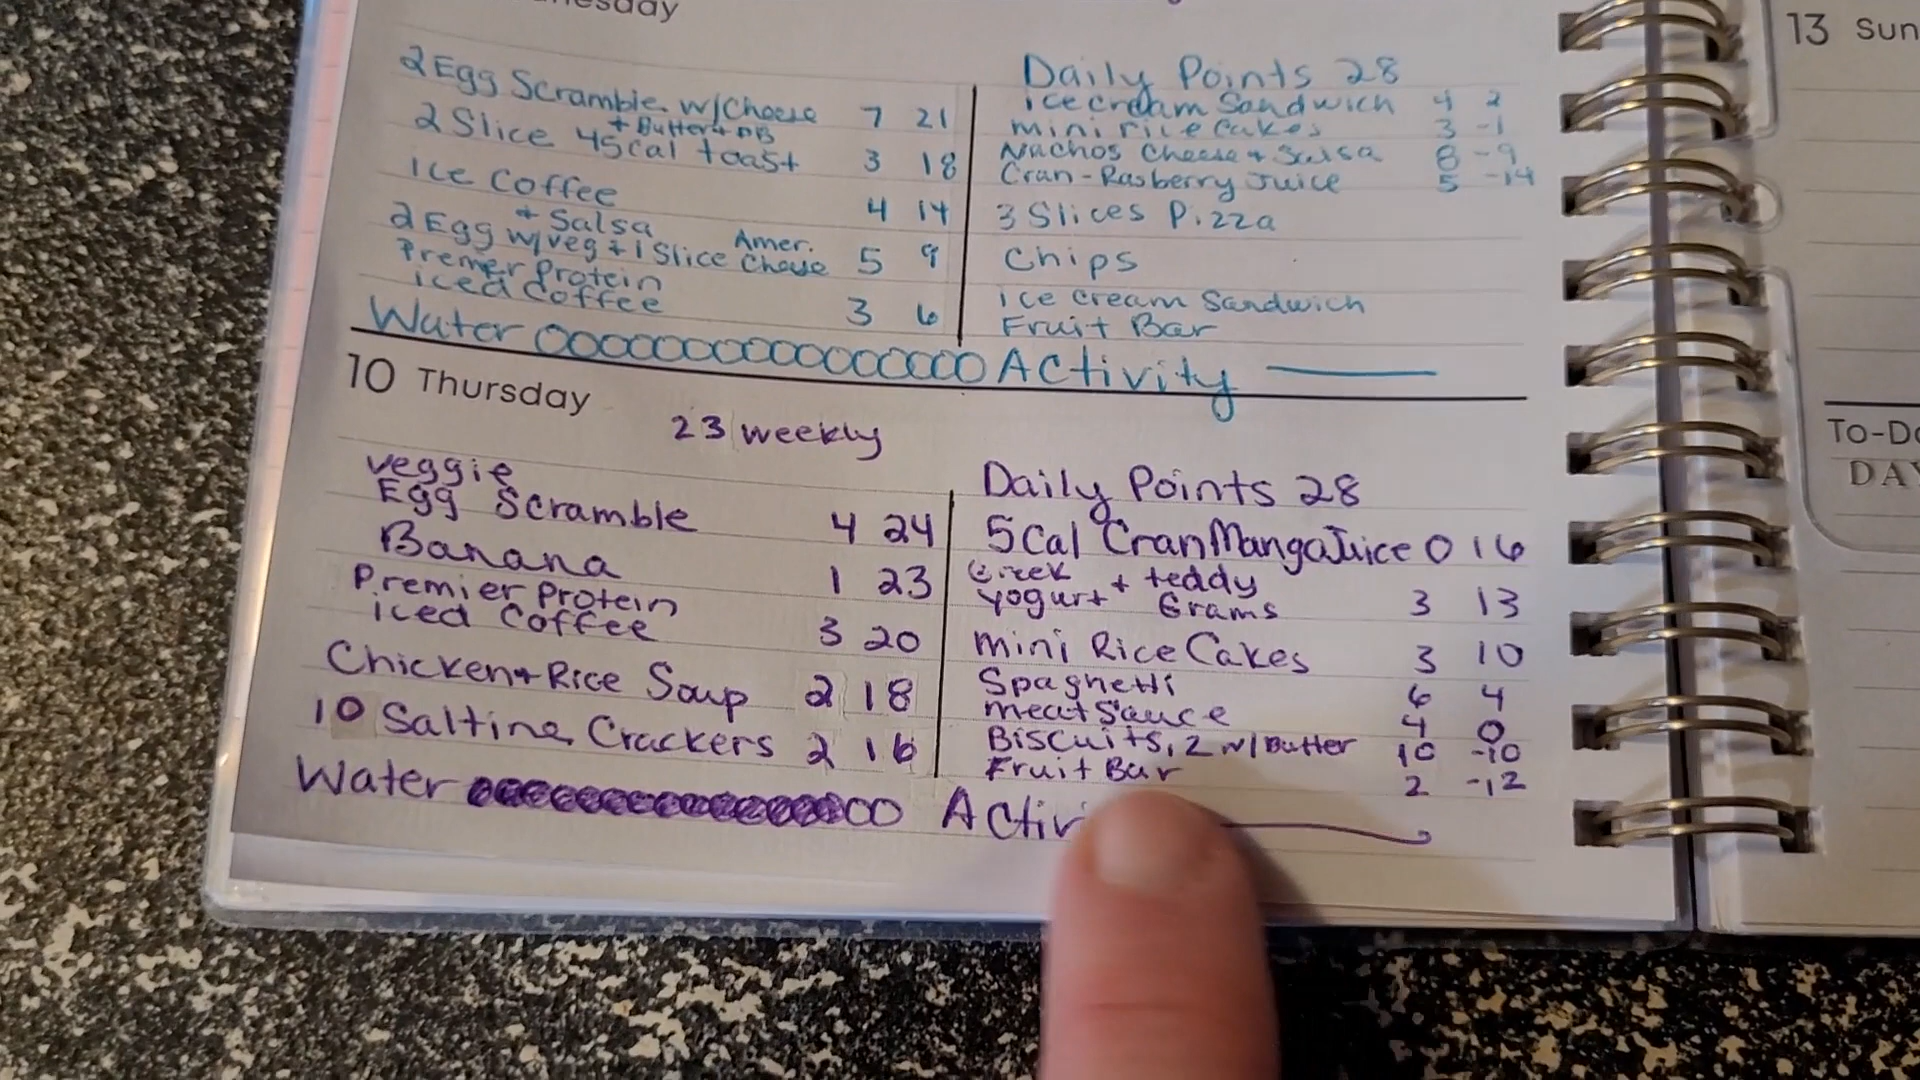 nesday
2 Egg Scramble w/Cheese 7 21
+ Butter +
2 Slice 45cal toast 3 18
Ice Coffee 4 14
+ Salsa
2 Egg w/veg + 1 Slice Amer. Cheese 5 9
Premier Protein
iced Coffee 3 6
Water OOOOOOOOOOOOOOOO
Daily Points 28
ice cream Sandwich 4 2
mini rice cakes 3 -1
Nachos Cheese + Salsa 8 -9
Cran-Rasberry Juice 5 -14
3 Slices Pizza
Chips
ice cream Sandwich
Fruit Bar
Activity
10 Thursday
23 weekly
veggie
Egg Scramble 4 24
Banana 1 23
Premier Protein
iced Coffee 3 20
Chicken + Rice Soup 2 18
10 Saltine Crackers 2 16
Water
Daily Points 28
5 Cal CranMangaJuice 0 16
Greek + teddy
yogurt Grams 3 13
mini Rice Cakes 3 10
Spaghetti 6 4
meat Sauce 4 0
Biscuits, 2 w/Butter 10 -10
Fruit Bar 2 -12
Activi
13 Sun
To-Do
DAY